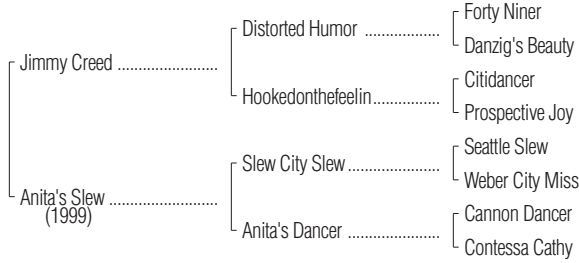 Forty Niner
Distorted Humor ..................
Danzig's Beauty
Jimmy Creed ........................
Citidancer
Hookedonthefeelin................
Prospective Joy
Seattle Slew
Slew City Slew......................
Weber City Miss
Anita's Slew ..........................
(1999)
Cannon Dancer
Anita's Dancer ......................
Contessa Cathy